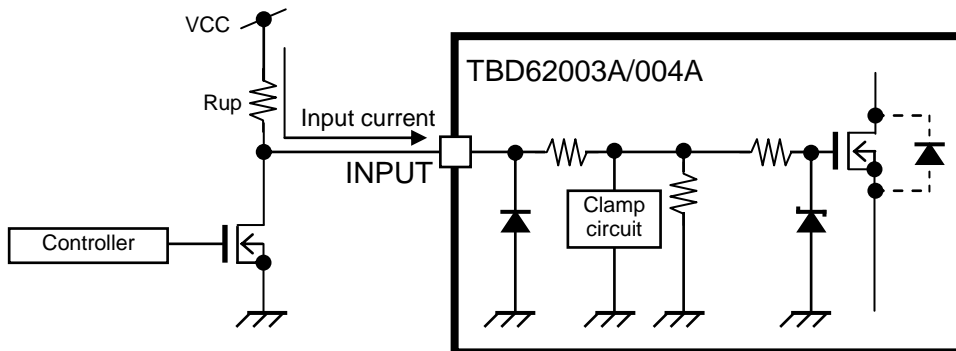 VCC
TBD62003A/004A
Rup
Input current
INPUT
Clamp
circuit
Controller